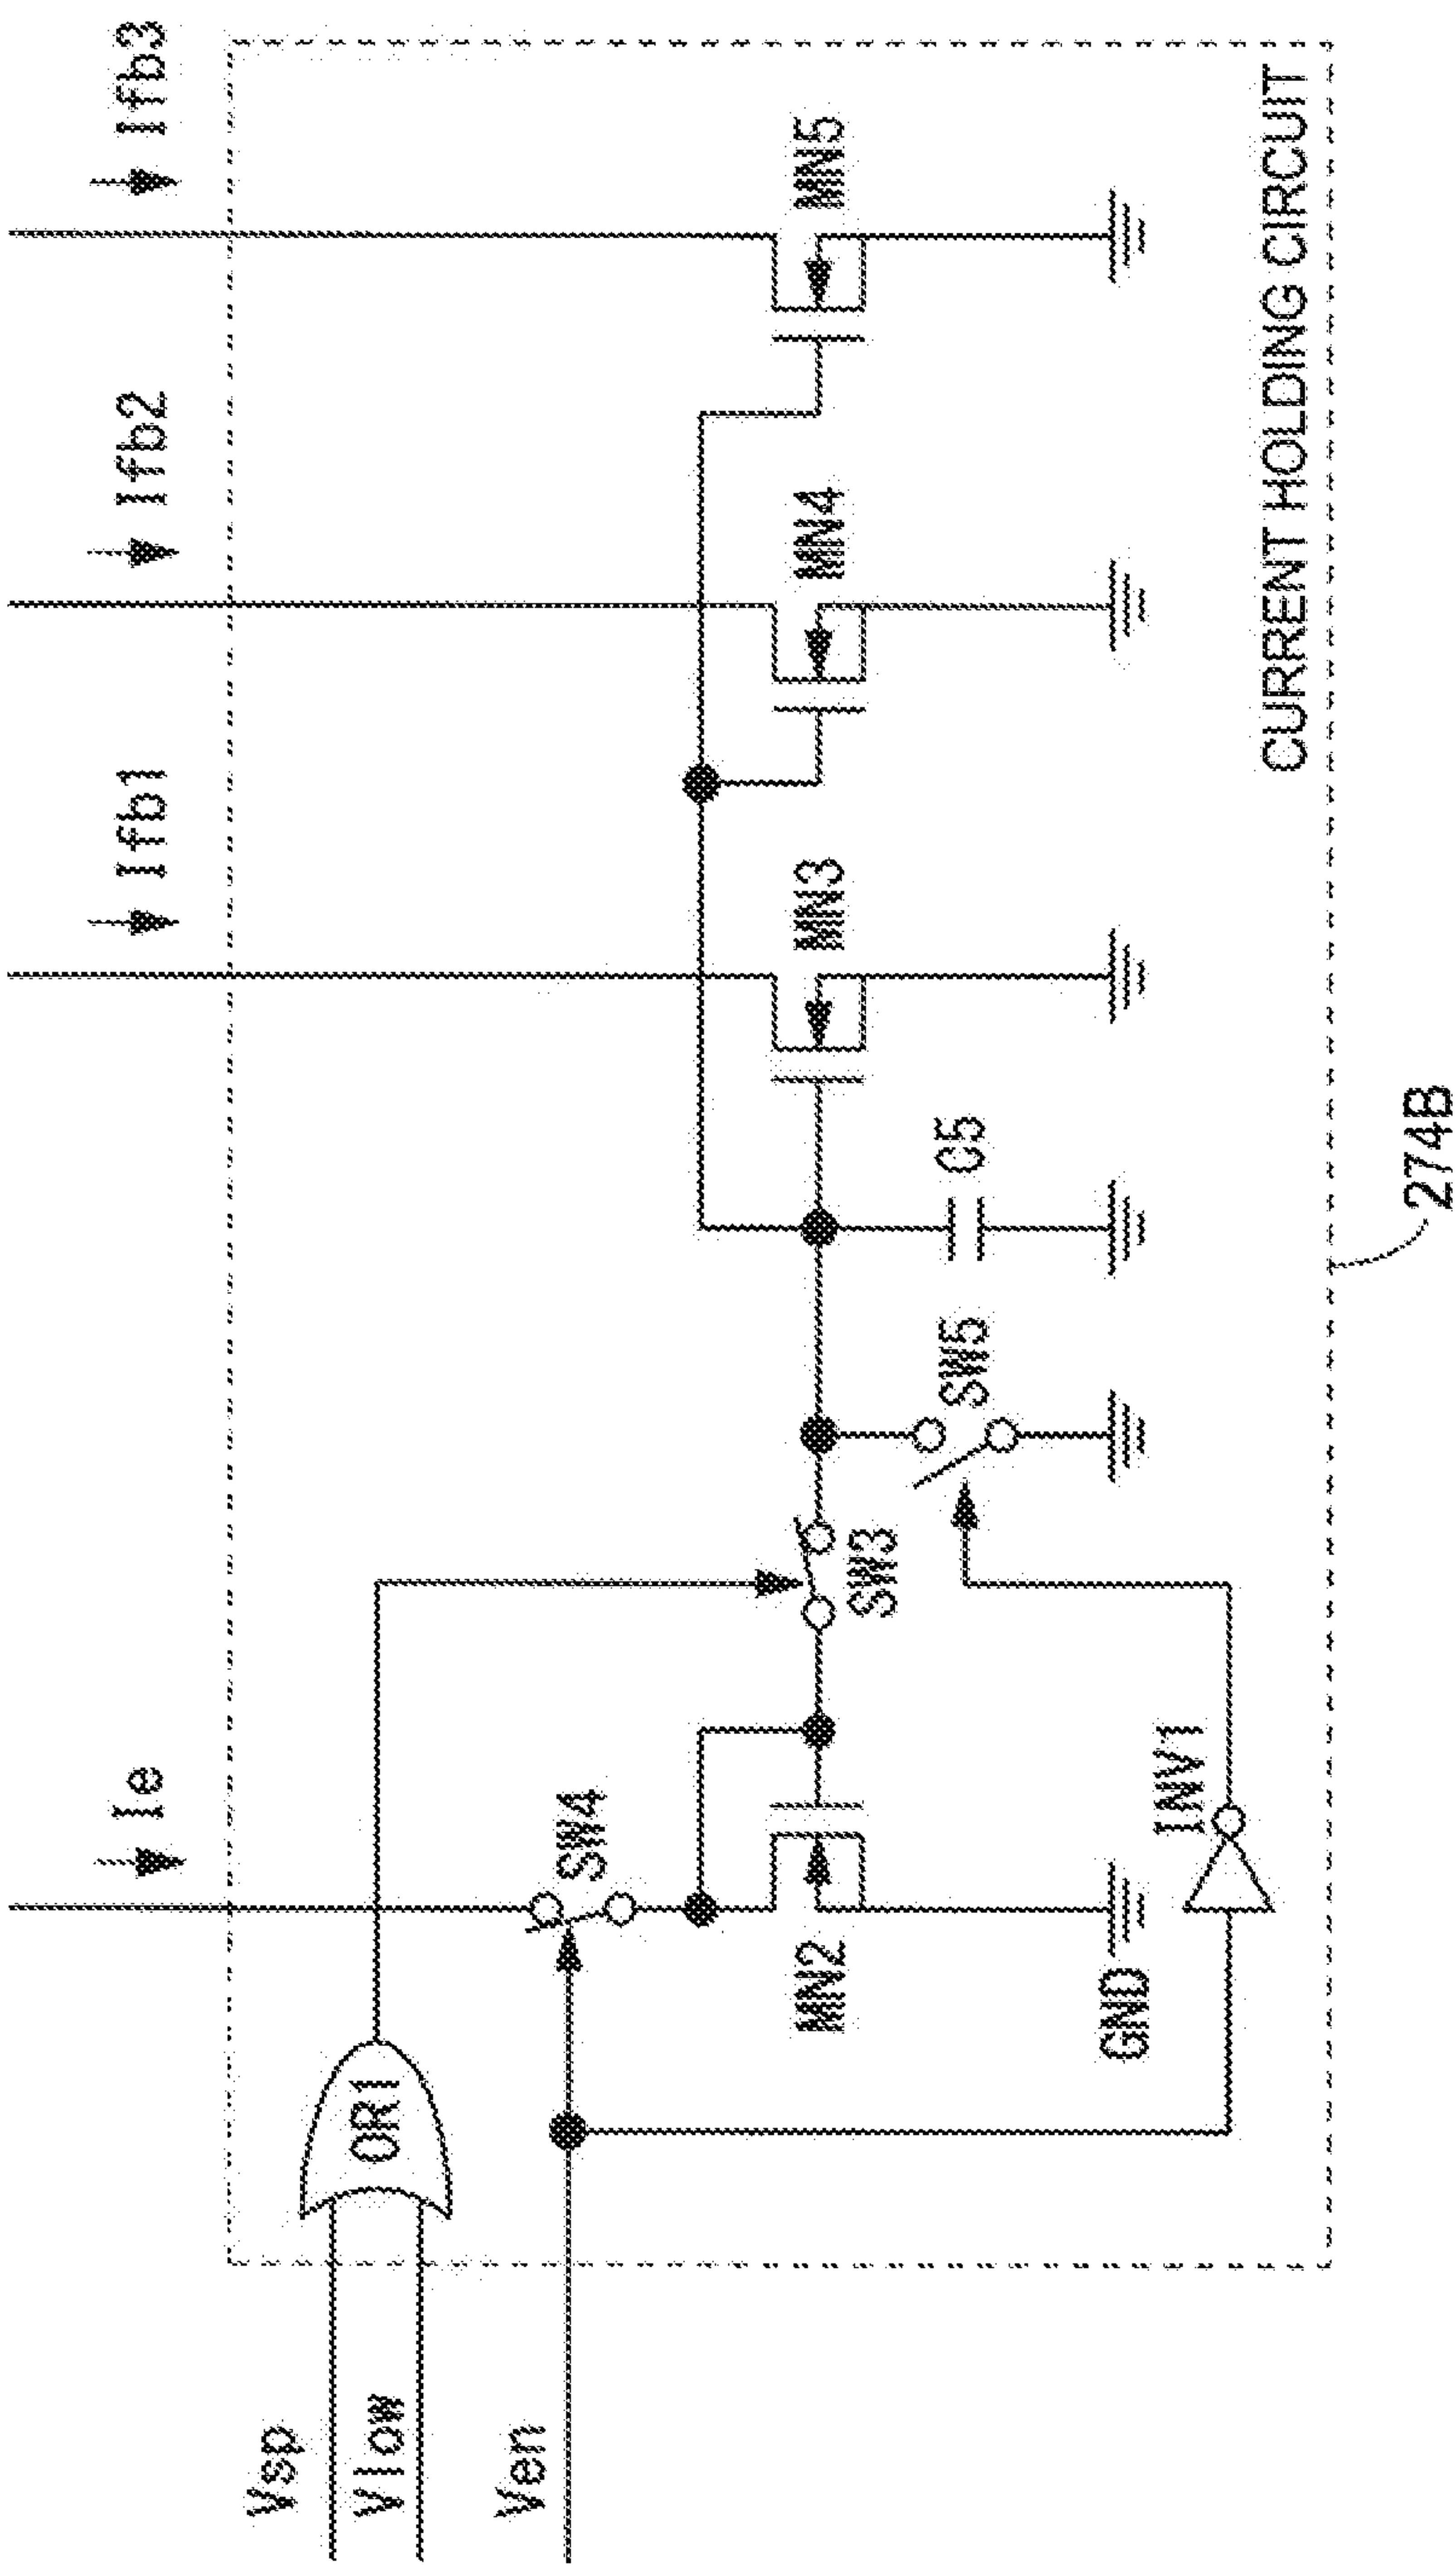 Ie
Ifb1
Ifb2
Ifb3
Vsp
Vlow
Ven
OR1
SW4
MN2
SW3
SW5
C5
MN3
MN4
MN5
GND
INV1
CURRENT HOLDING CIRCUIT
274B